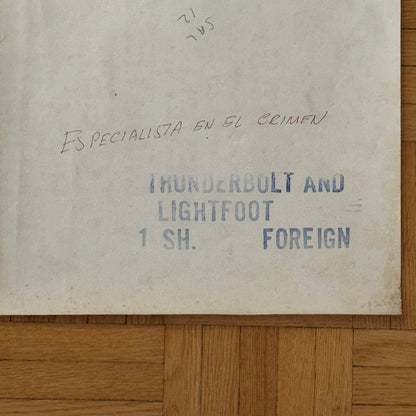 ESPECIALISTA EN EL CRIMEN
THUNDERBOLT AND
LIGHTFOOT
1 SH. FOREIGN